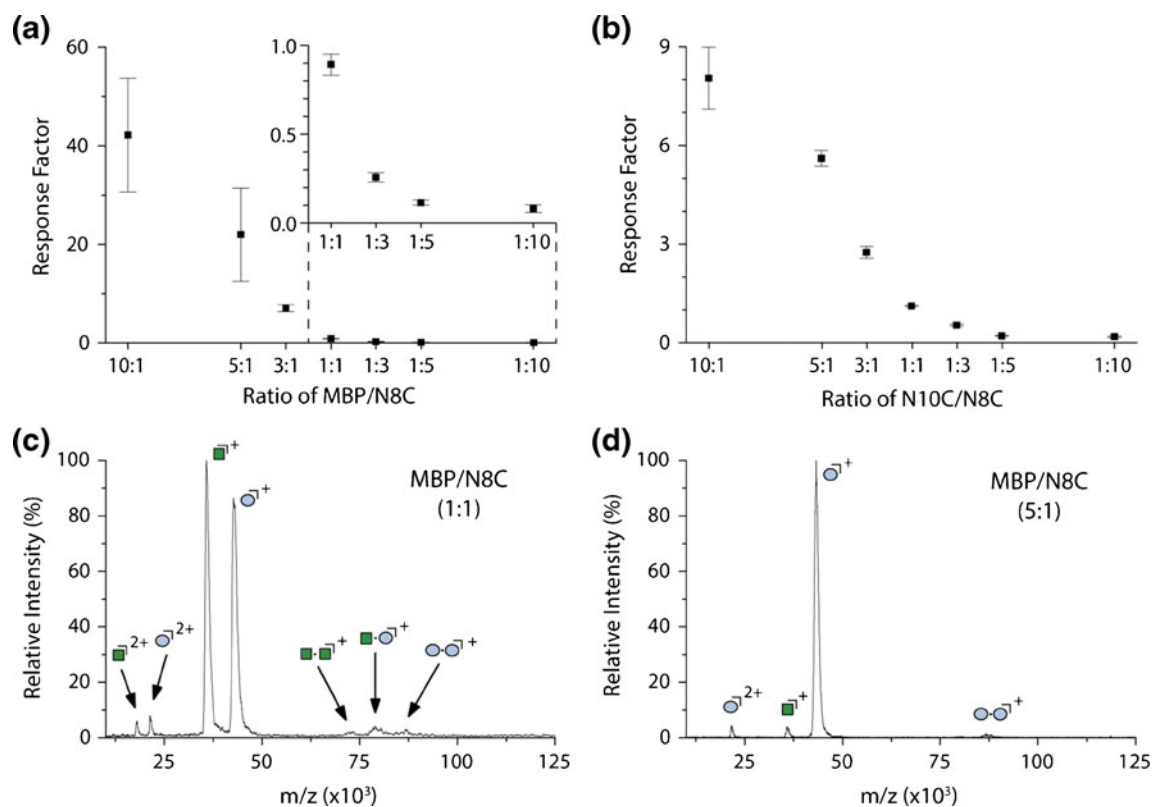 (a)
60
40
20
0
Response Factor
1.0
0.5
0.0
1:1 1:3 1:5 1:10
10:1 5:1 3:1 1:1 1:3 1:5 1:10
Ratio of MBP/N8C
(b)
9
6
3
0
Response Factor
10:1 5:1 3:1 1:1 1:3 1:5 1:10
Ratio of N10C/N8C
(c)
100
80
60
40
20
0
Relative Intensity (%)
MBP/N8C
(1:1)
+
+
2+ 2+
+ + +
25 50 75 100 125
m/z (x10³)
(d)
100
80
60
40
20
0
Relative Intensity (%)
MBP/N8C
(5:1)
+
2+ + +
25 50 75 100 125
m/z (x10³)